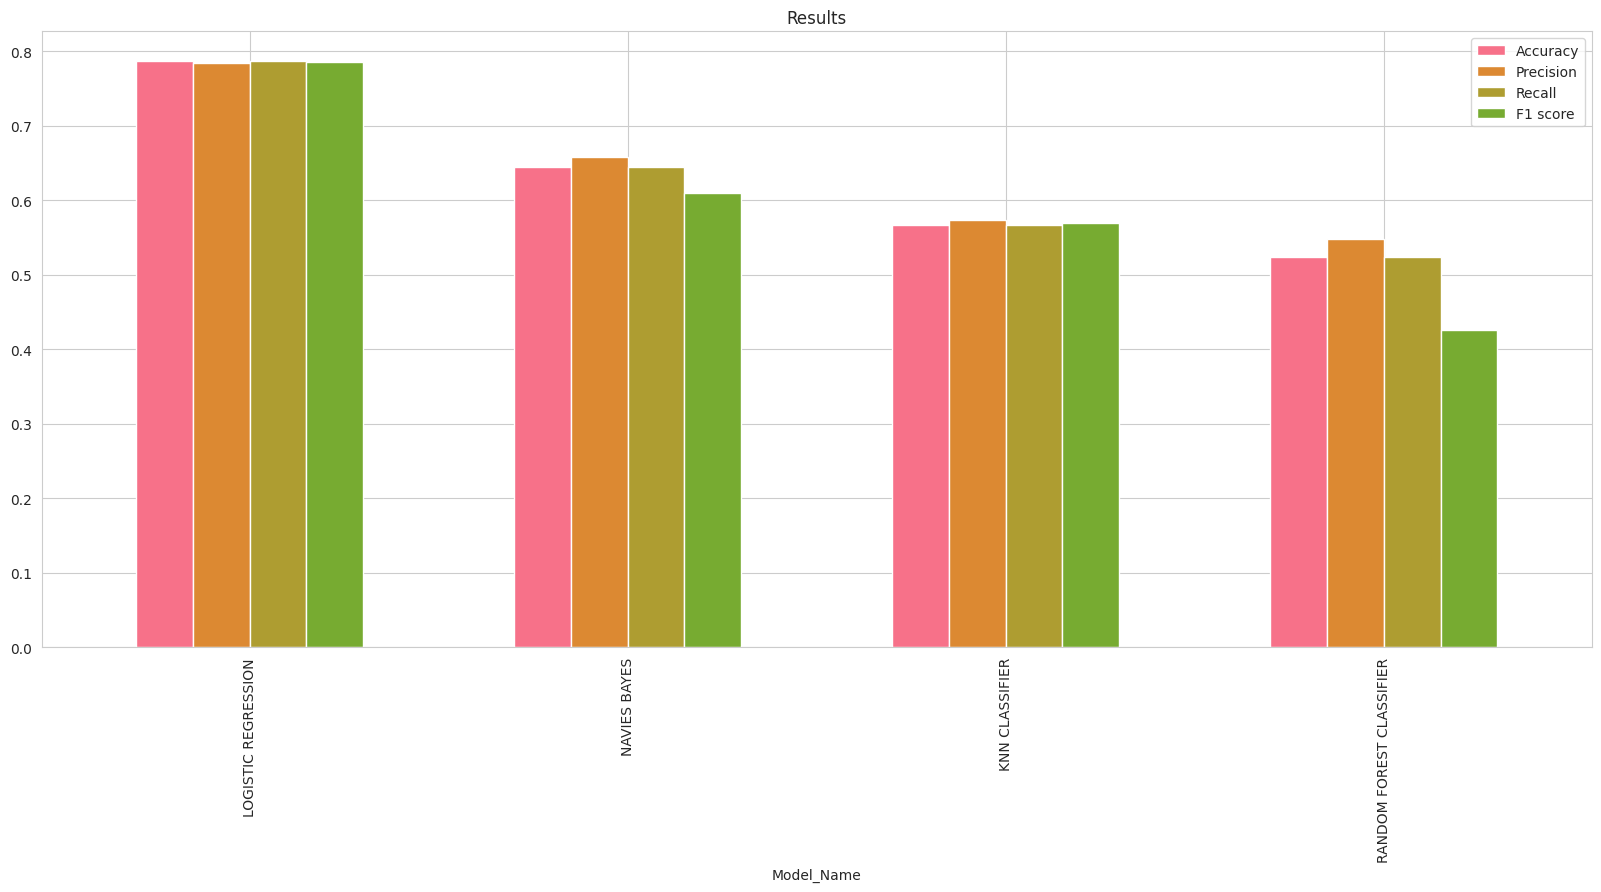 Results
Accuracy
Precision
Recall
F1 score
0.8
0.7
0.6
0.5
0.4
0.3
0.2
0.1
0.0
LOGISTIC REGRESSION
NAVIES BAYES
KNN CLASSIFIER
RANDOM FOREST CLASSIFIER
Model_Name